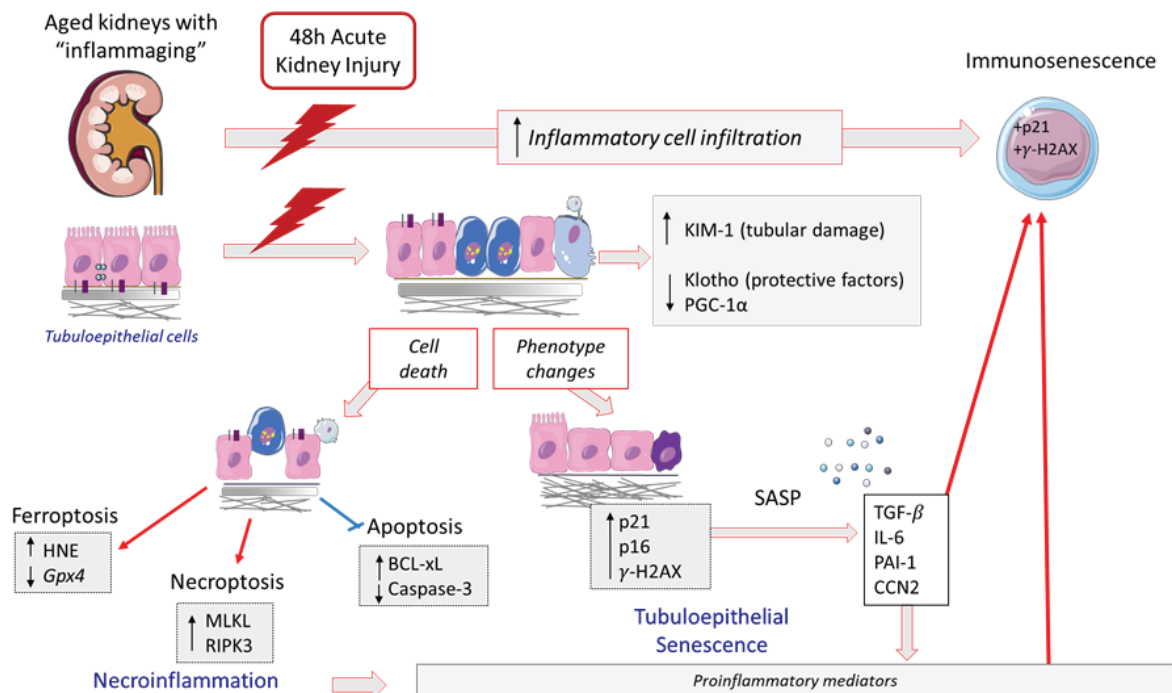 Aged kidneys with
“inflammaging”
48h Acute
Kidney Injury
Inflammatory cell infiltration
Immunosenescence
+p21
+γ-H2AX
Tubuloepithelial cells
KIM-1 (tubular damage)
Klotho (protective factors)
PGC-1α
Cell
death
Phenotype
changes
Ferroptosis
HNE
Gpx4
Necroptosis
MLKL
RIPK3
Apoptosis
BCL-xL
Caspase-3
p21
p16
γ-H2AX
SASP
TGF-β
IL-6
PAI-1
CCN2
Tubuloepithelial
Senescence
Necroinflammation
Proinflammatory mediators